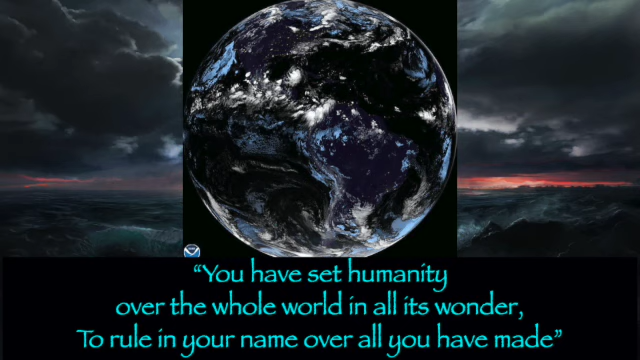 “You have set humanity
over the whole world in all its wonder,
To rule in your name over all you have made”